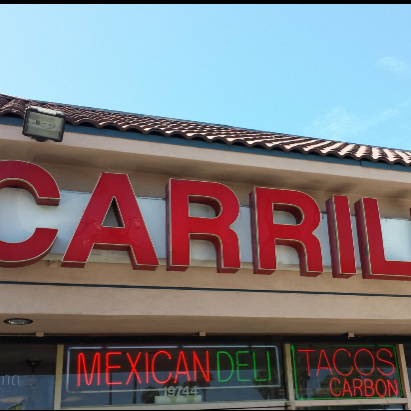 CARRIL
MEXICAN DELI
19744
TACOS
CARBON